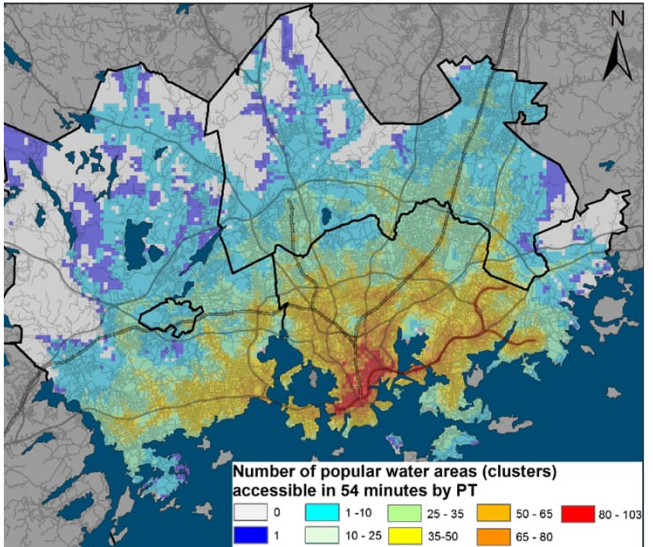 N
Number of popular water areas (clusters)
accessible in 54 minutes by PT
0 1 -10 25 - 35 50 - 65 80 - 103
1 10 - 25 35-50 65 - 80